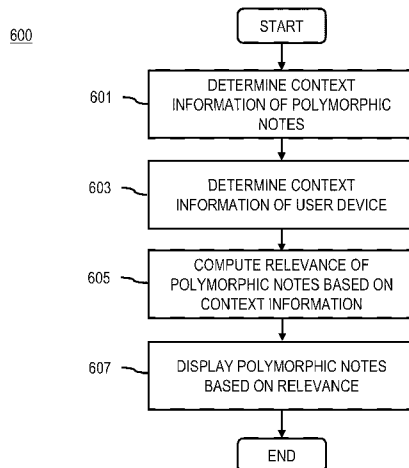 600
START
601
DETERMINE CONTEXT
INFORMATION OF POLYMORPHIC
NOTES
603
DETERMINE CONTEXT
INFORMATION OF USER DEVICE
605
COMPUTE RELEVANCE OF
POLYMORPHIC NOTES BASED ON
CONTEXT INFORMATION
607
DISPLAY POLYMORPHIC NOTES
BASED ON RELEVANCE
END